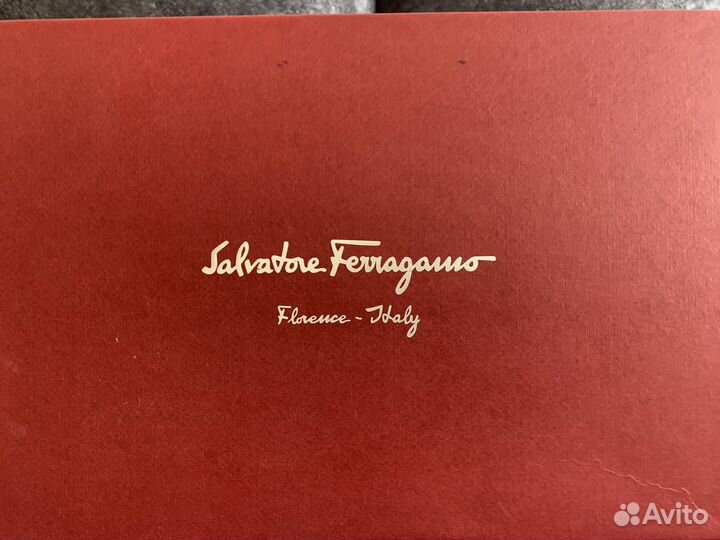 Salvatore Ferragamo
Florence - Italy
Avito